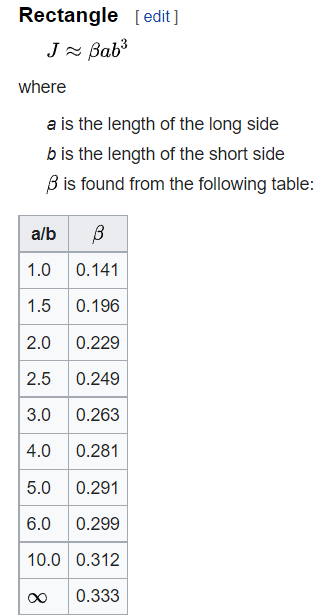 Rectangle [ edit ]
J ≈ βab³
where
a is the length of the long side
b is the length of the short side
β is found from the following table:
a/b β
1.0 0.141
1.5 0.196
2.0 0.229
2.5 0.249
3.0 0.263
4.0 0.281
5.0 0.291
6.0 0.299
10.0 0.312
∞ 0.333